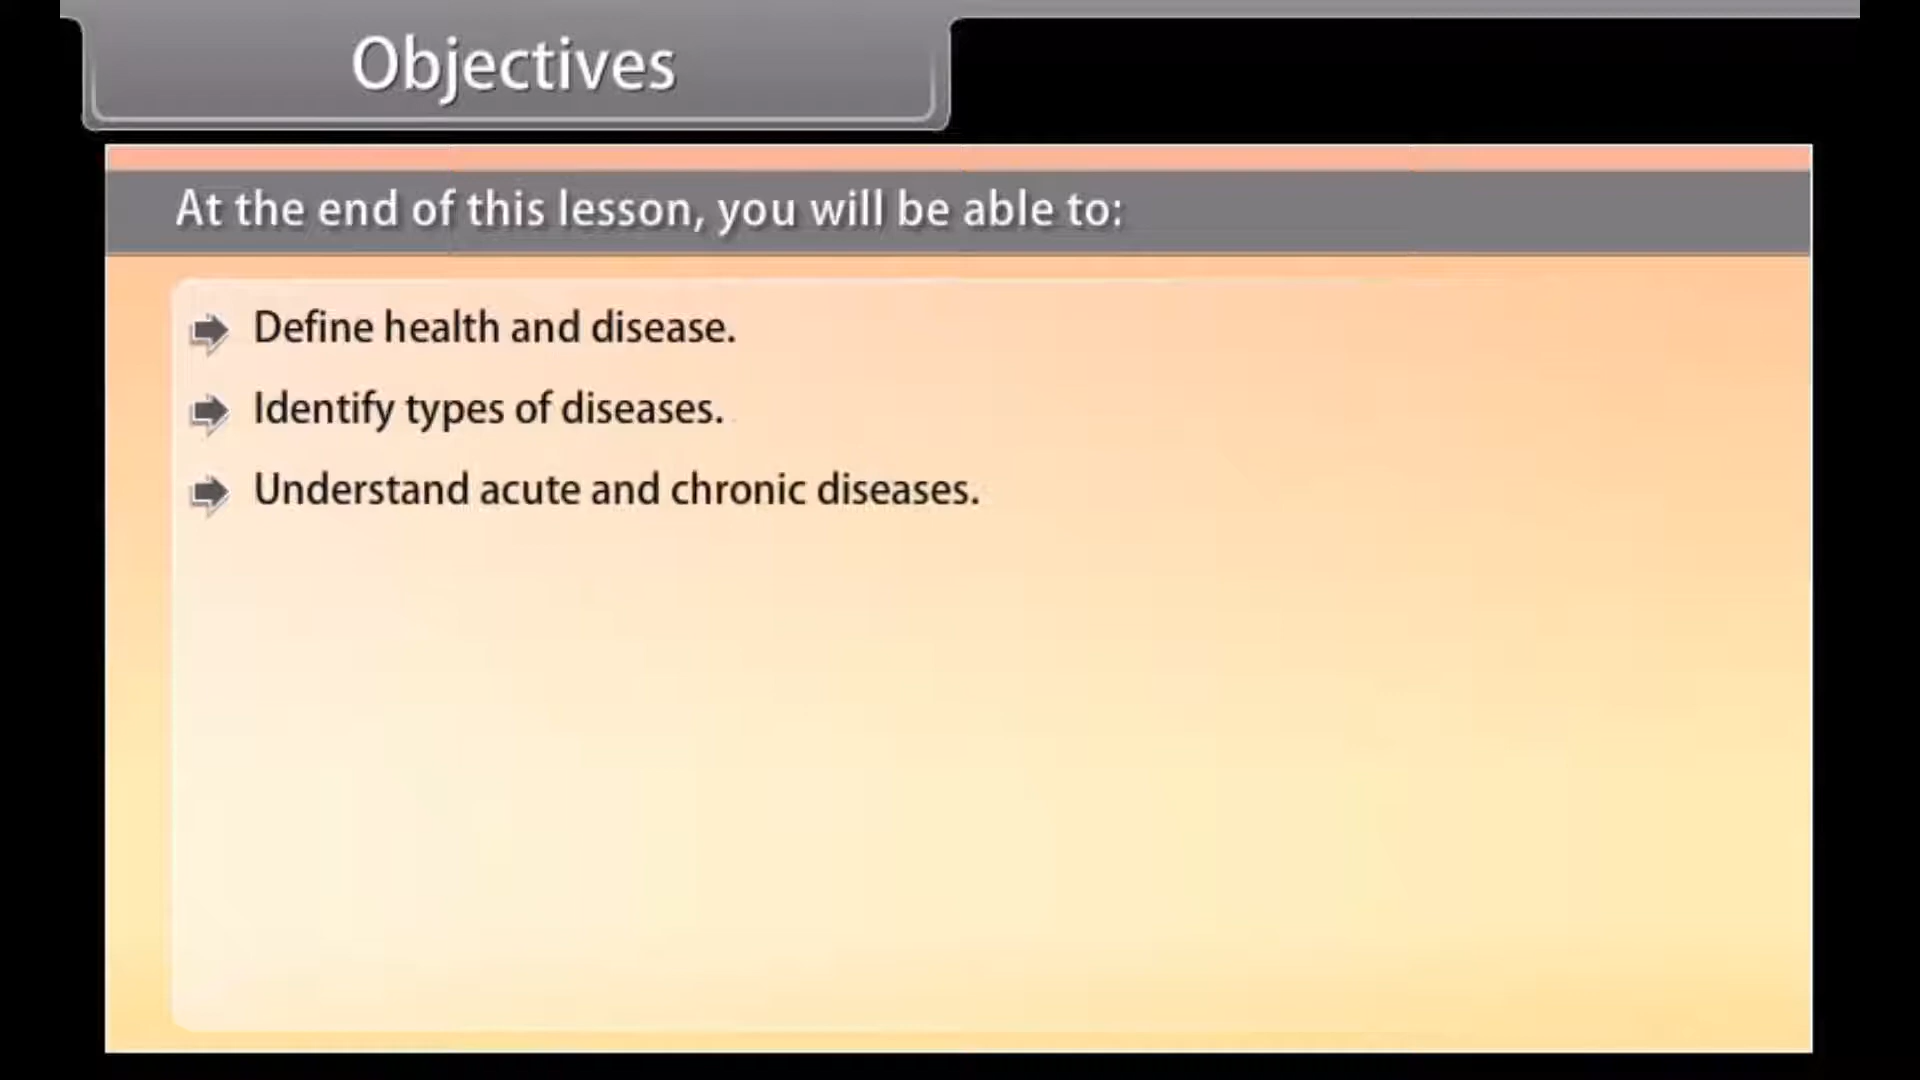 Objectives
At the end of this lesson, you will be able to:
Define health and disease.
Identify types of diseases.
Understand acute and chronic diseases.